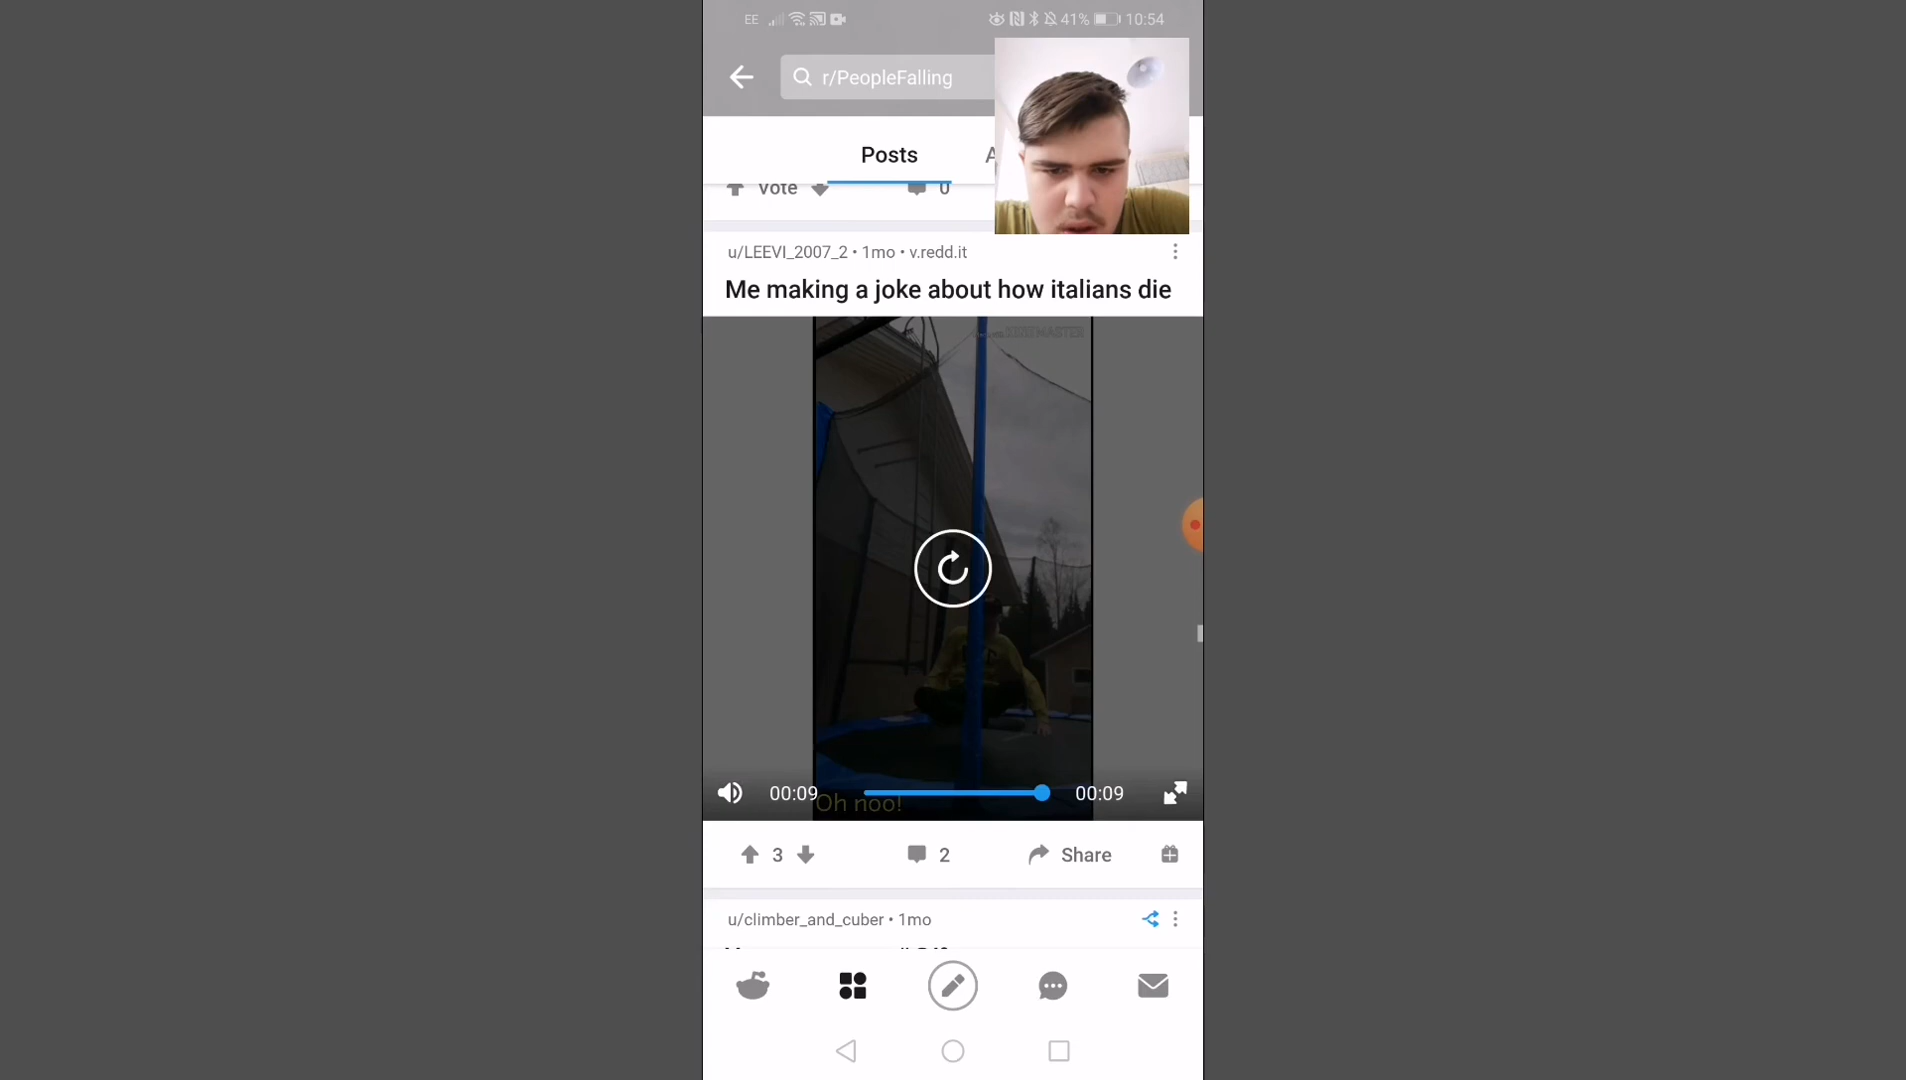 EE 41% 10:54
r/PeopleFalling
Posts A
Vote 0
u/LEEVI_2007_2 • 1mo • v.redd.it
Me making a joke about how italians die
KINEMASTER
Oh noo!
00:09 00:09
3 2 Share
u/climber_and_cuber • 1mo